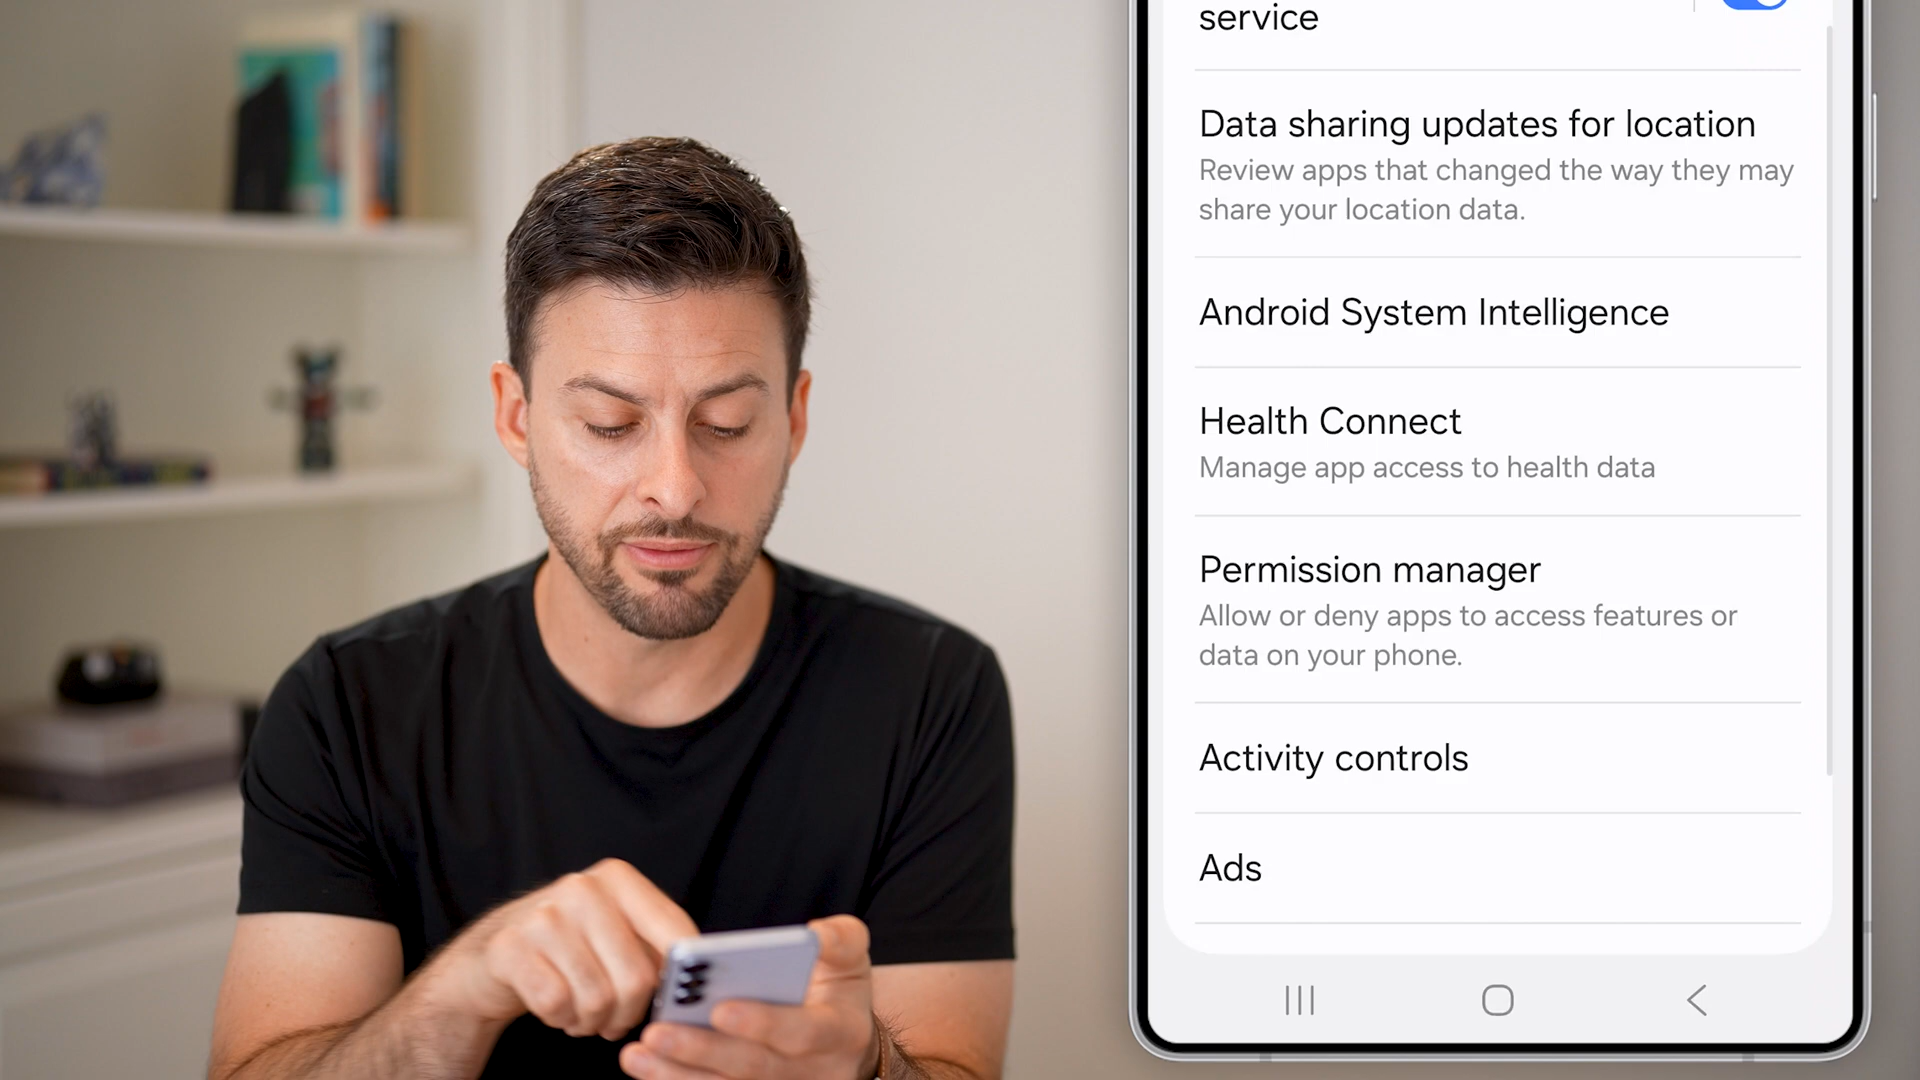 service
Data sharing updates for location
Review apps that changed the way they may
share your location data.
Android System Intelligence
Health Connect
Manage app access to health data
Permission manager
Allow or deny apps to access features or
data on your phone.
Activity controls
Ads